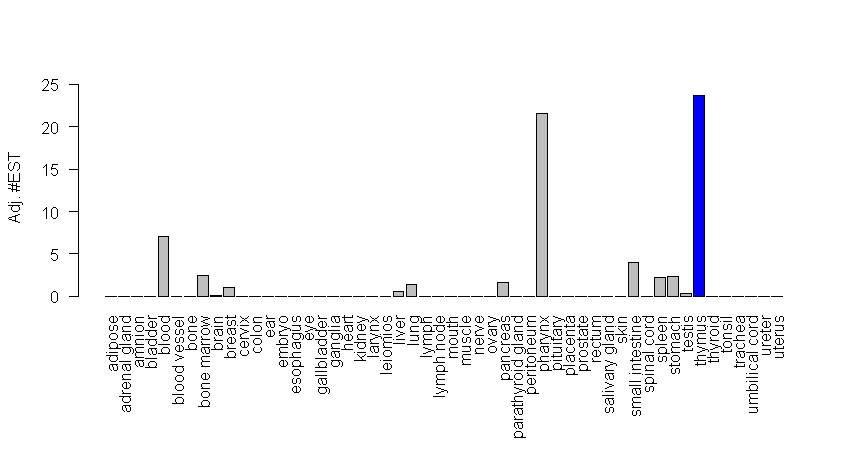 25
20
15
10
5
0
Adj. #EST
adipose
adrenal gland
amnion
bladder
blood
blood vessel
bone
bone marrow
brain
breast
cervix
colon
ear
embryo
esophagus
eye
gallbladder
ganglia
heart
kidney
larynx
leiomios
liver
lung
lymph
lymph node
mouth
muscle
nerve
ovary
pancreas
parathyroid gland
peritoneum
pharynx
pituitary
placenta
prostate
rectum
salivary gland
skin
small intestine
spinal cord
spleen
stomach
testis
thymus
thyroid
tonsil
trachea
umbilical cord
ureter
uterus